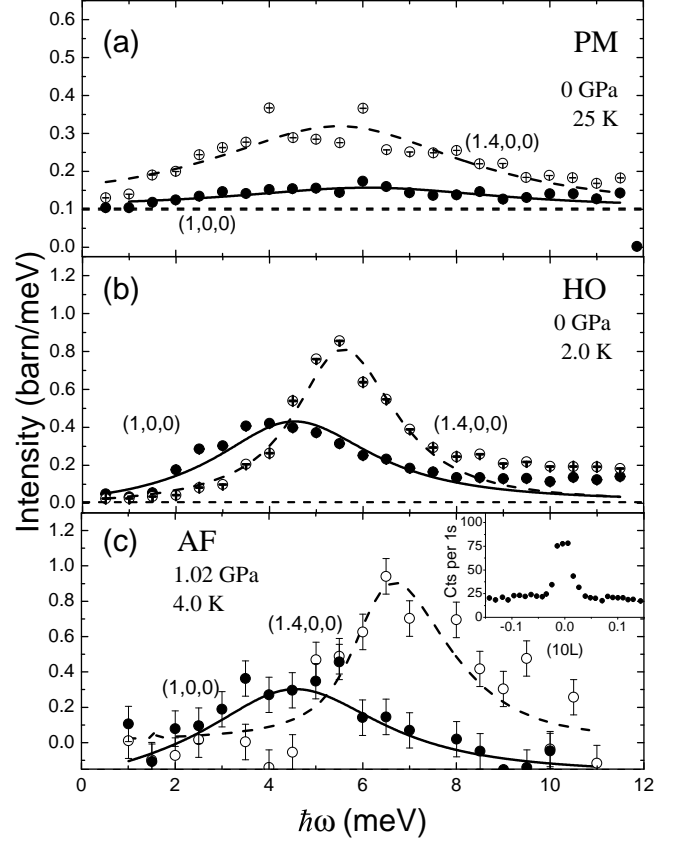 Intensity (barn/meV)
0.6
0.5
0.4
0.3
0.2
0.1
0.0
(a)
PM
0 GPa
25 K
(1.4,0,0)
(1,0,0)
1.2
1.0
0.8
0.6
0.4
0.2
0.0
(b)
HO
0 GPa
2.0 K
(1,0,0)
(1.4,0,0)
1.2
1.0
0.8
0.6
0.4
0.2
0.0
(c)
AF
1.02 GPa
4.0 K
(1.4,0,0)
(1,0,0)
Cts per 1s
100
75
50
25
0
-0.1 0.0 0.1
(10L)
0 2 4 6 8 10 12
ħω (meV)